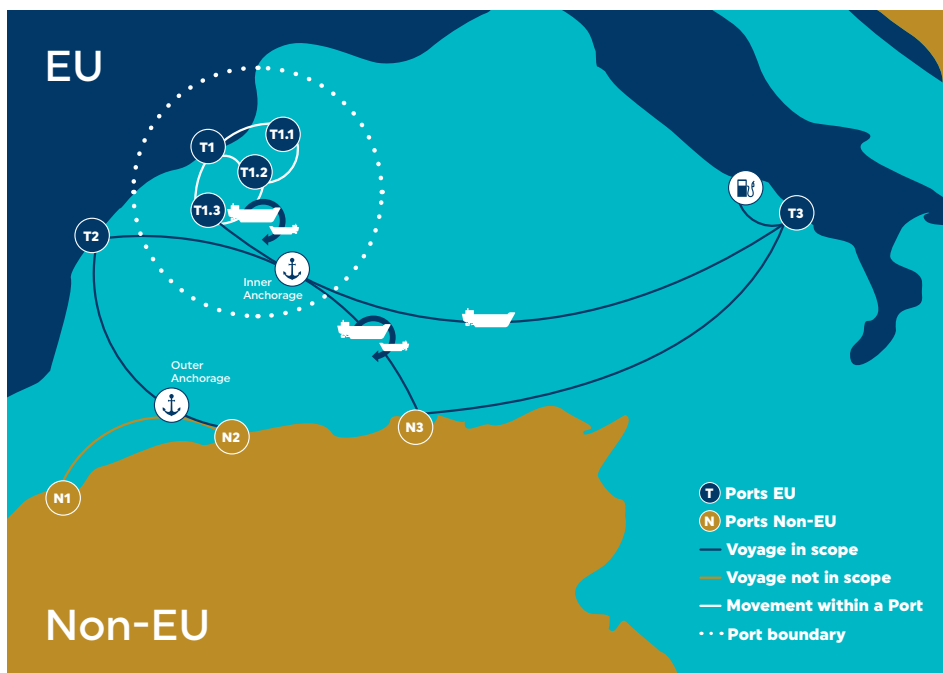 EU
T1.1
T1
T1.2
T1.3
T3
T2
Inner
Anchorage
Outer
Anchorage
N3
N2
N1
T Ports EU
N Ports Non-EU
Voyage in scope
Voyage not in scope
Movement within a Port
Port boundary
Non-EU